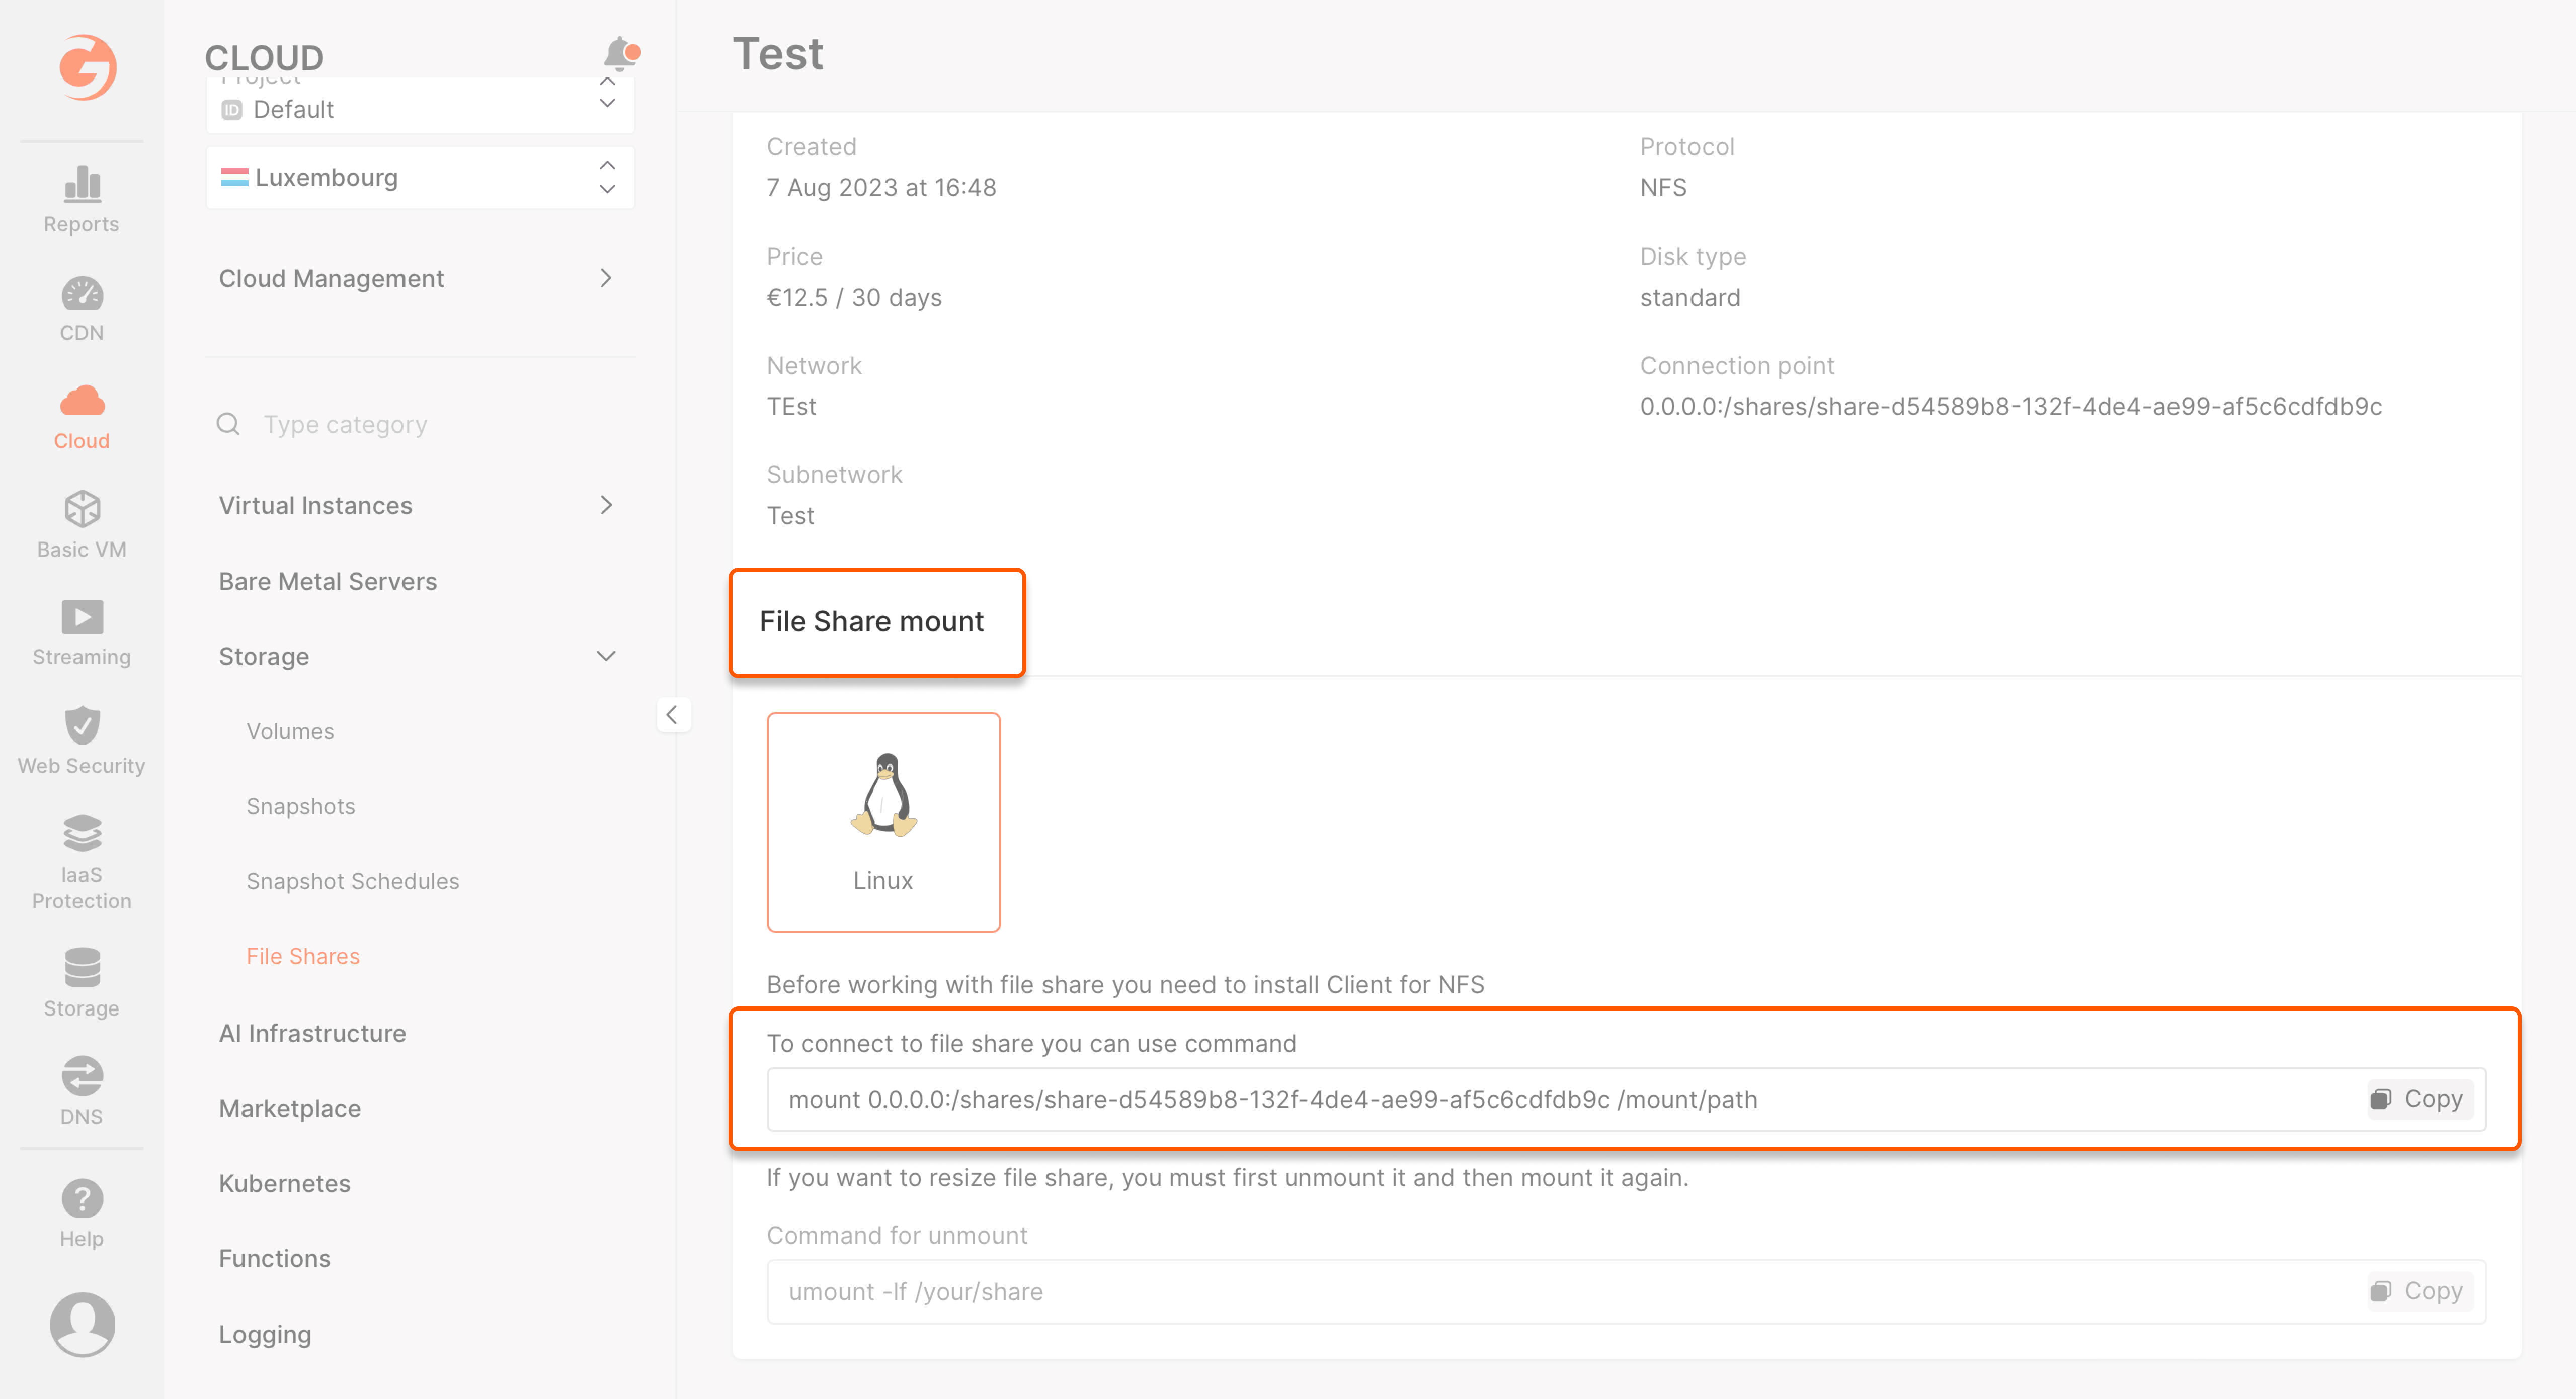 Reports
CDN
Cloud
Basic VM
Streaming
Web Security
IaaS
Protection
Storage
DNS
Help
CLOUD
Project
ID Default
Luxembourg
Cloud Management
Type category
Virtual Instances
Bare Metal Servers
Storage
Volumes
Snapshots
Snapshot Schedules
File Shares
AI Infrastructure
Marketplace
Kubernetes
Functions
Logging
Test
Created
7 Aug 2023 at 16:48
Protocol
NFS
Price
€12.5 / 30 days
Disk type
standard
Network
TEst
Connection point
0.0.0.0:/shares/share-d54589b8-132f-4de4-ae99-af5c6cdfdb9c
Subnetwork
Test
File Share mount
Linux
Before working with file share you need to install Client for NFS
To connect to file share you can use command
mount 0.0.0.0:/shares/share-d54589b8-132f-4de4-ae99-af5c6cdfdb9c /mount/path
Copy
If you want to resize file share, you must first unmount it and then mount it again.
Command for unmount
umount -lf /your/share
Copy